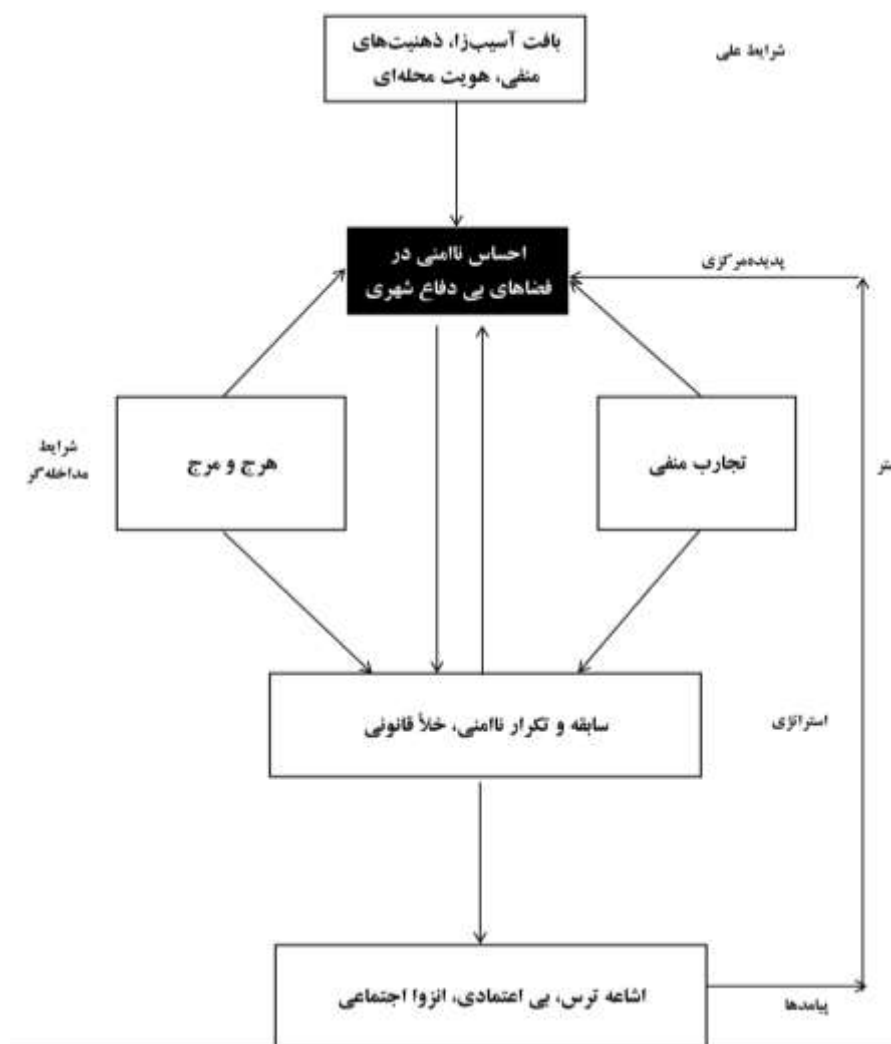 شرایط علی
بافت آسیب‌زا، ذهنیت‌های
منفی، هویت محله‌ای
احساس ناامنی در
فضاهای بی دفاع شهری
پدیده‌مرکزی
شرایط
مداخله‌گر
هرج و مرج
تجارب منفی
استراتژی
سابقه و تکرار ناامنی، خلأ قانونی
اشاعه ترس، بی اعتمادی، انزوا اجتماعی
پیامدها